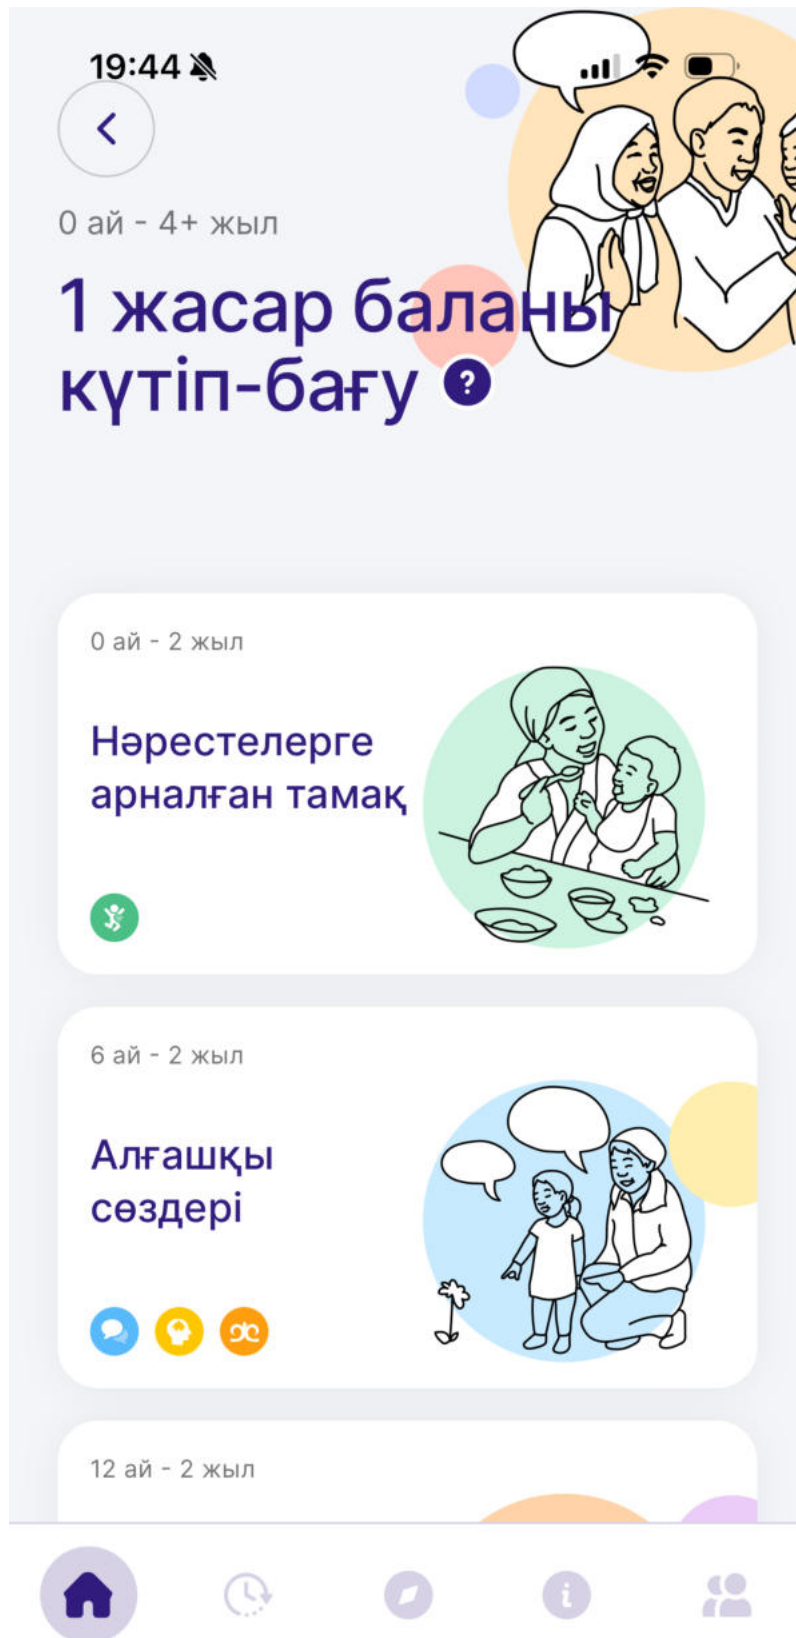 19:44
0 ай - 4+ жыл
1 жасар баланы
күтіп-бағу ?
0 ай - 2 жыл
Нәрестелерге
арналған тамақ
6 ай - 2 жыл
Алғашқы
сөздері
12 ай - 2 жыл